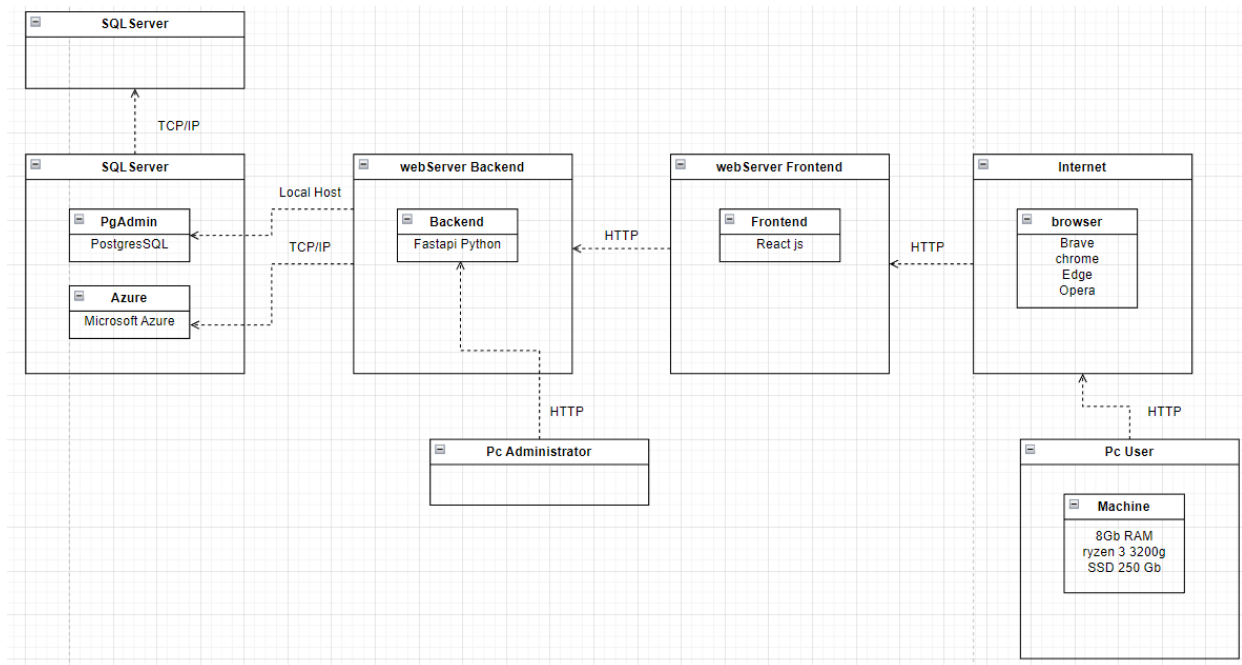 SQLServer
TCP/IP
SQLServer
PgAdmin
PostgresSQL
Azure
Microsoft Azure
Local Host
TCP/IP
webServer Backend
Backend
Fastapi Python
HTTP
webServer Frontend
Frontend
React js
HTTP
Internet
browser
Brave
chrome
Edge
Opera
HTTP
Pc Administrator
HTTP
Pc User
Machine
8Gb RAM
ryzen 3 3200g
SSD 250 Gb